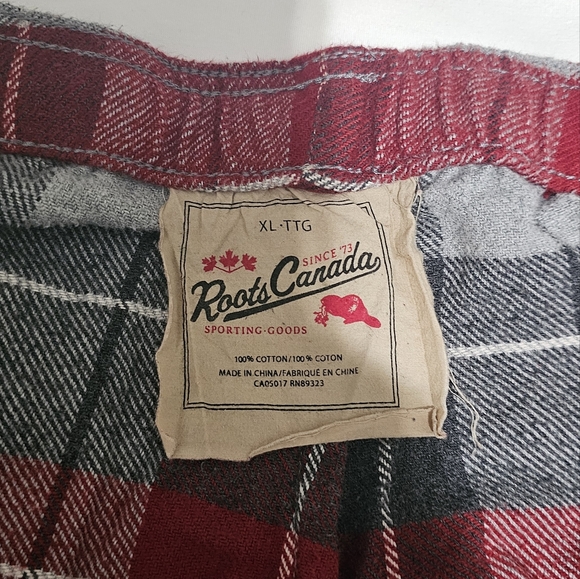 XL·TTG
SINCE '73
Roots Canada
SPORTING·GOODS
100% COTTON/100% COTON
MADE IN CHINA/FABRIQUÉ EN CHINE
CA05017 RN89323